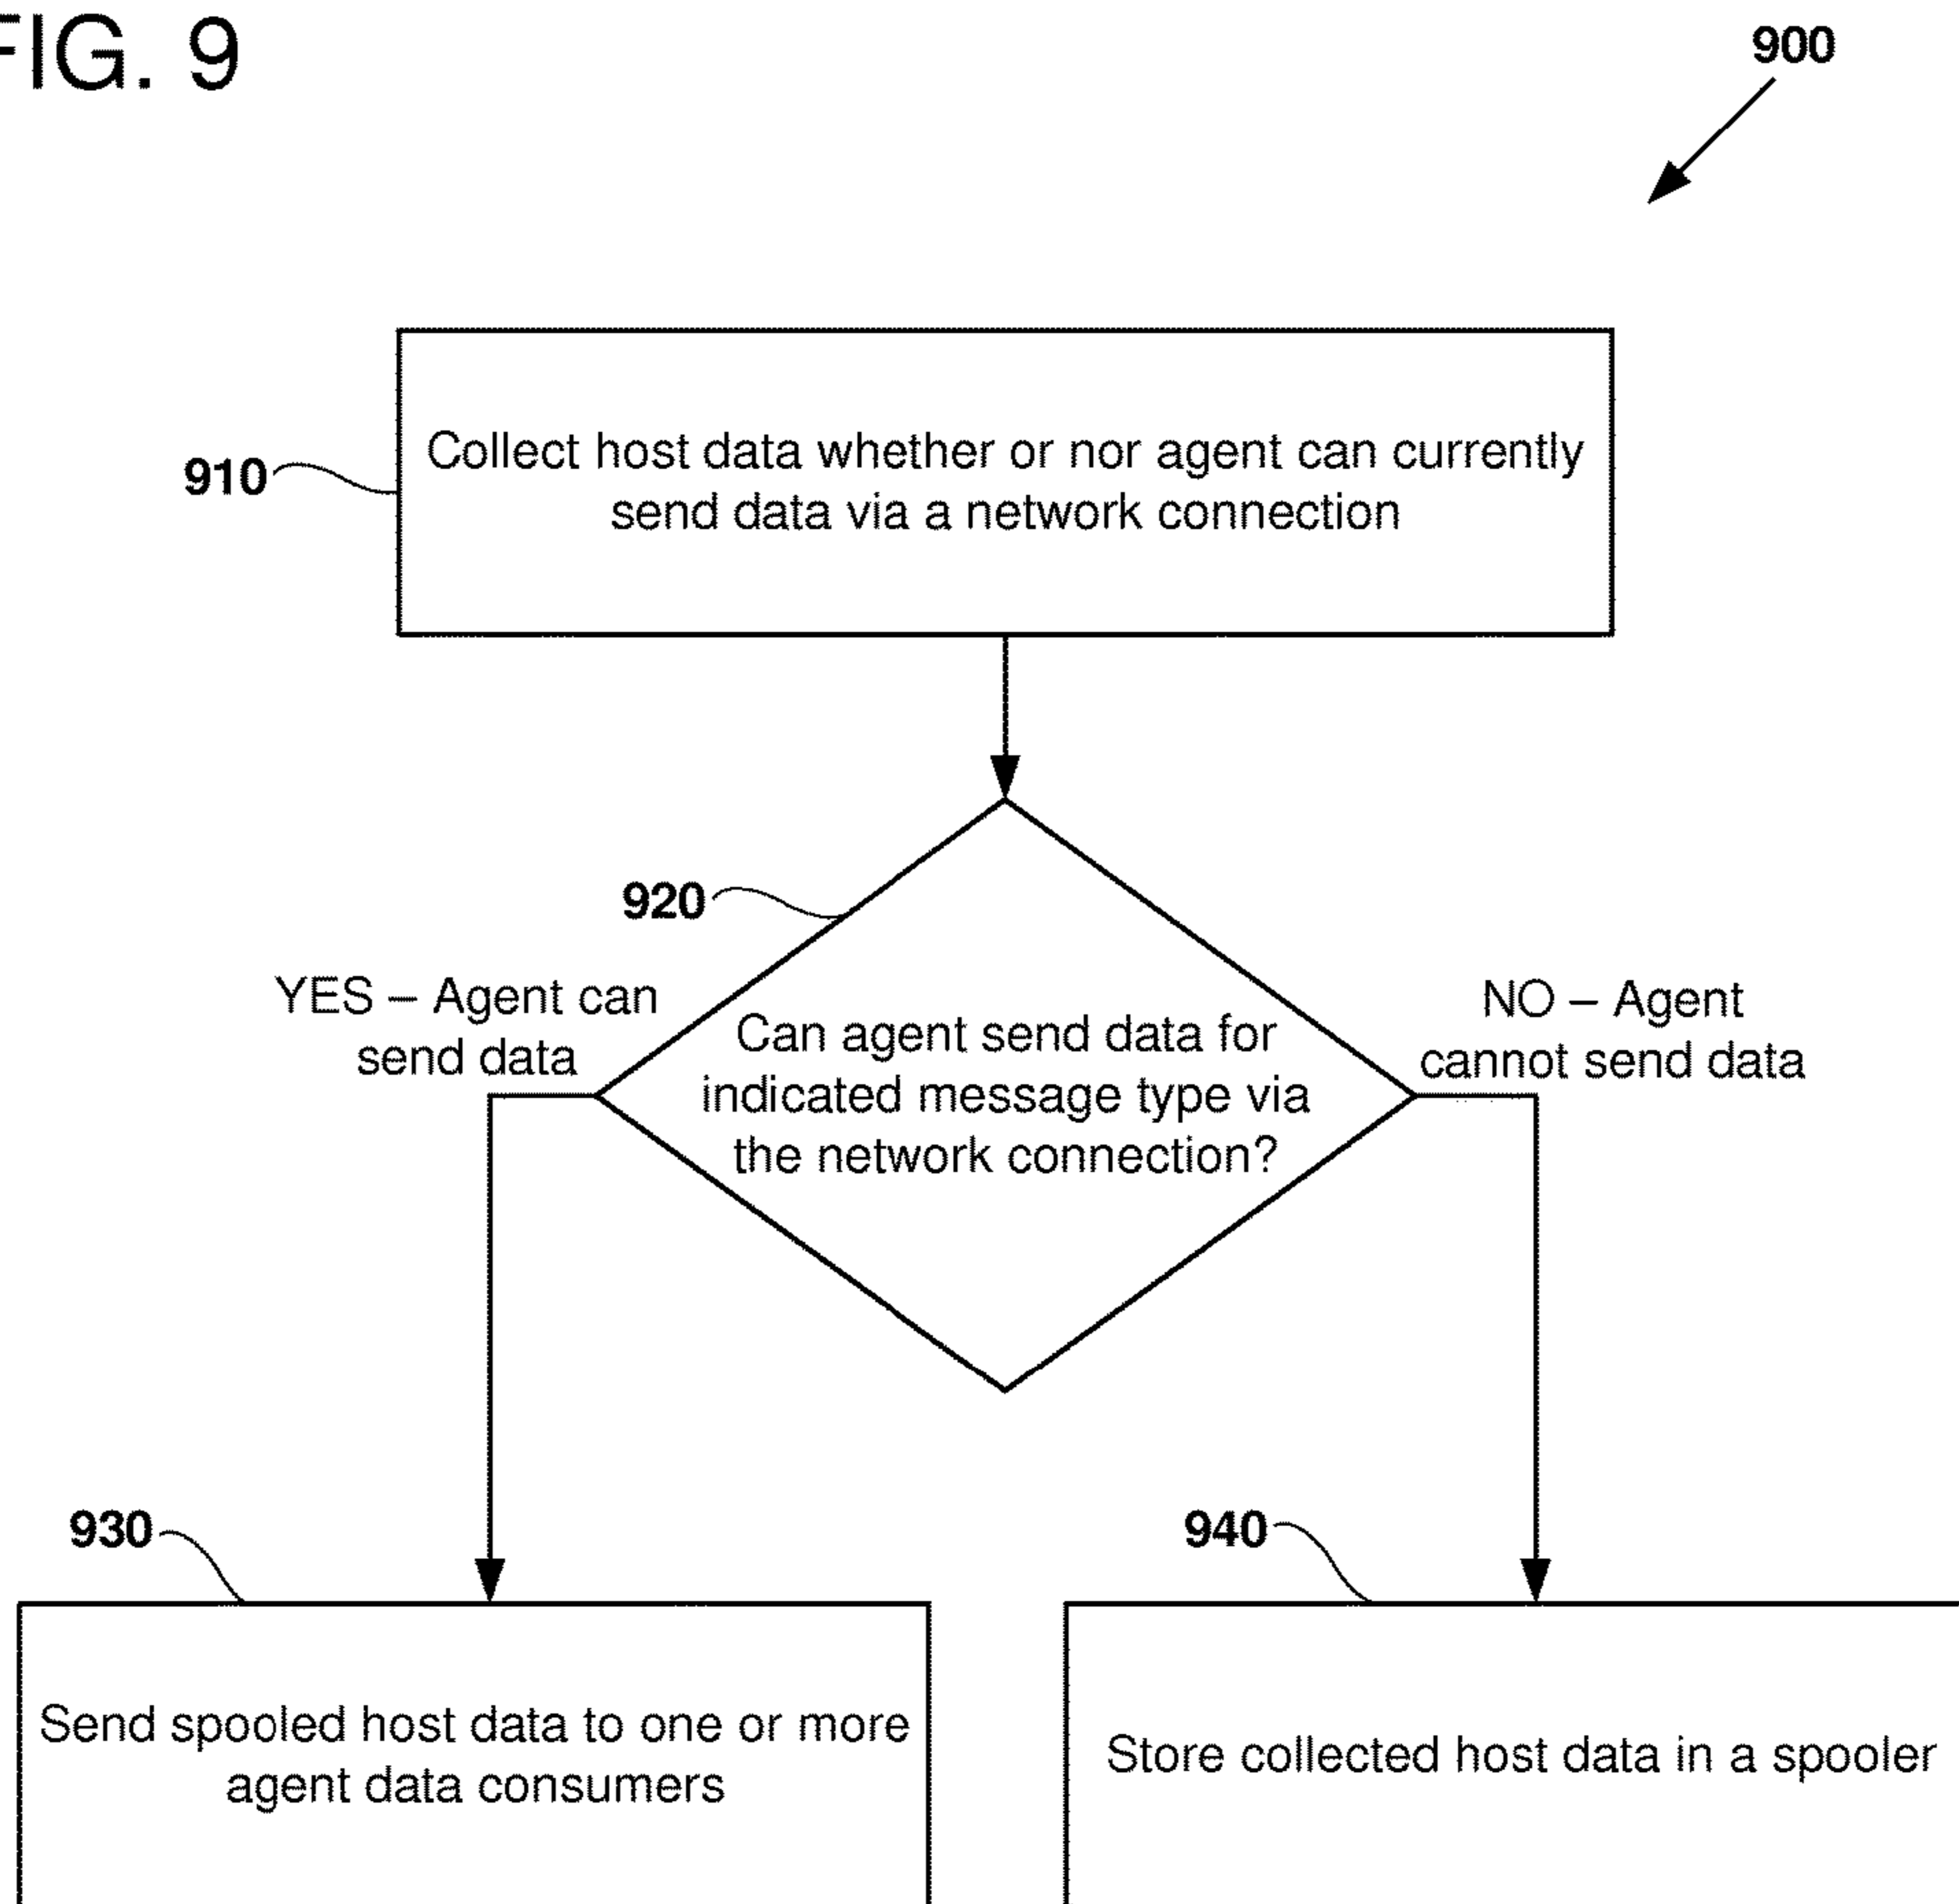 FIG. 9
900
910
Collect host data whether or nor agent can currently
send data via a network connection
920
YES – Agent can
send data
Can agent send data for
indicated message type via
the network connection?
NO – Agent
cannot send data
930
940
Send spooled host data to one or more
agent data consumers
Store collected host data in a spooler